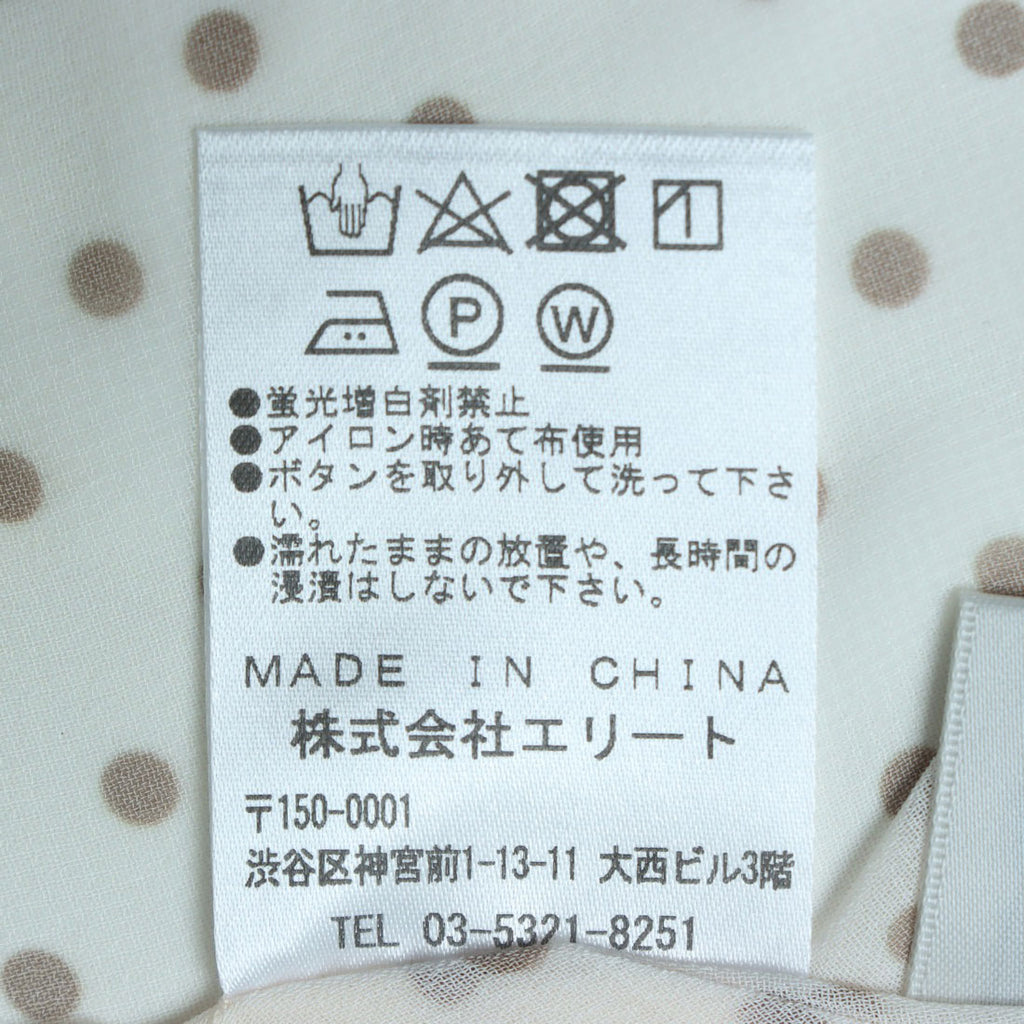 P W
●蛍光増白剤禁止
●アイロン時あて布使用
●ボタンを取り外して洗って下さ
い。
●濡れたままの放置や、長時間の
浸漬はしないで下さい。
MADE IN CHINA
株式会社エリート
〒150-0001
渋谷区神宮前1-13-11 大西ビル3階
TEL 03-5321-8251